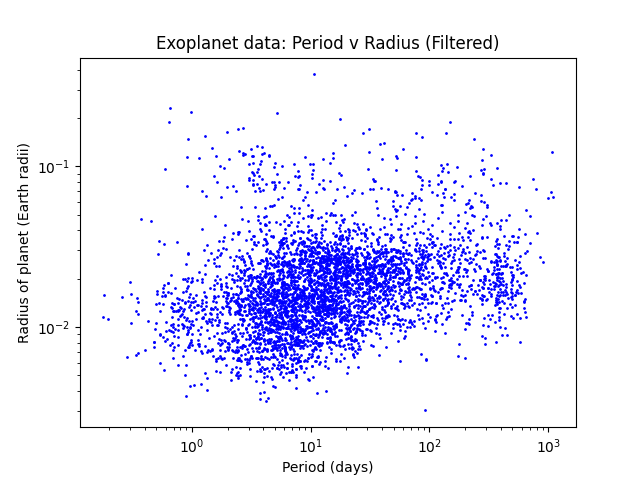 Exoplanet data: Period v Radius (Filtered)
Radius of planet (Earth radii)
10⁻¹
10⁻²
10⁰ 10¹ 10² 10³
Period (days)